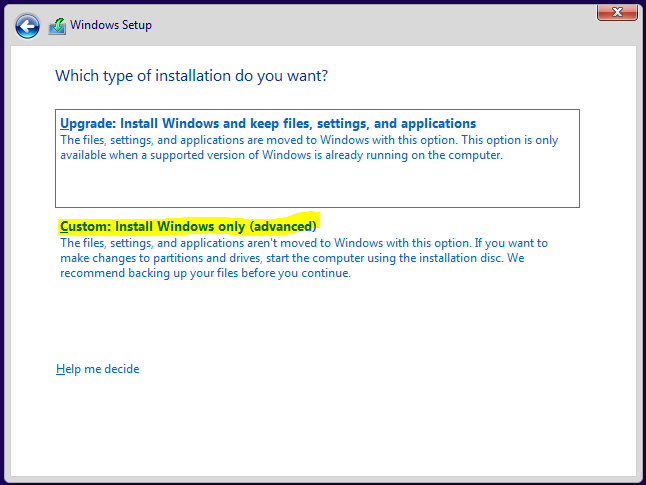 Windows Setup
Which type of installation do you want?
Upgrade: Install Windows and keep files, settings, and applications
The files, settings, and applications are moved to Windows with this option. This option is only
available when a supported version of Windows is already running on the computer.
Custom: Install Windows only (advanced)
The files, settings, and applications aren't moved to Windows with this option. If you want to
make changes to partitions and drives, start the computer using the installation disc. We
recommend backing up your files before you continue.
Help me decide